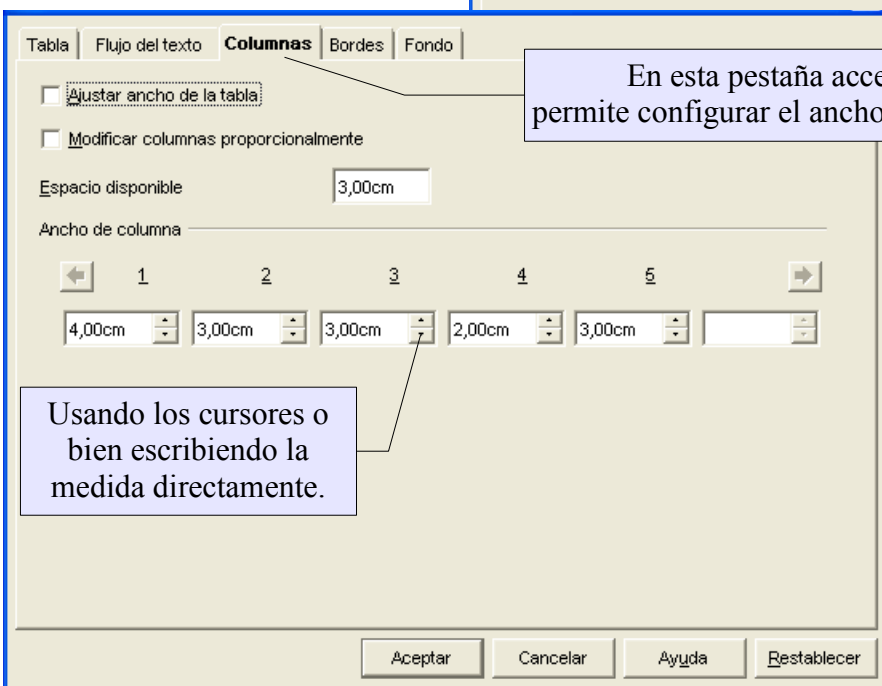 Tabla Flujo del texto Columnas Bordes Fondo
En esta pestaña
permite configurar el ancho
Ajustar ancho de la tabla
Modificar columnas proporcionalmente
Espacio disponible 3,00cm
Ancho de columna
1 2 3 4 5
4,00cm 3,00cm 3,00cm 2,00cm 3,00cm
Usando los cursores o
bien escribiendo la
medida directamente.
Aceptar Cancelar Ayuda Restablecer